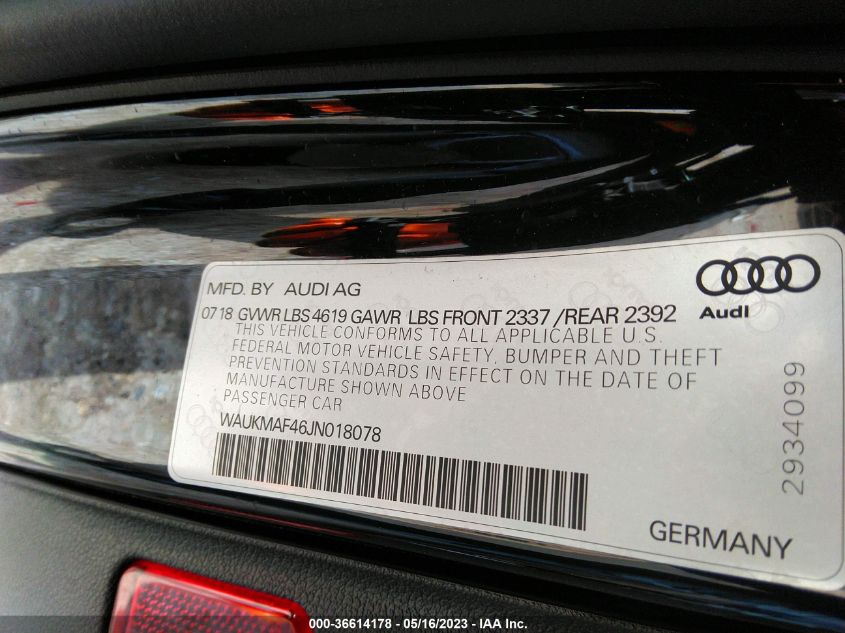 MFD. BY AUDI AG
0718 GVWR LBS 4619 GAWR LBS FRONT 2337 /REAR 2392
THIS VEHICLE CONFORMS TO ALL APPLICABLE U.S.
FEDERAL MOTOR VEHICLE SAFETY, BUMPER AND THEFT
PREVENTION STANDARDS IN EFFECT ON THE DATE OF
MANUFACTURE SHOWN ABOVE
PASSENGER CAR
WAUKMAF46JN018078
Audi
2934099
GERMANY
000-36614178 - 05/16/2023 - IAA Inc.